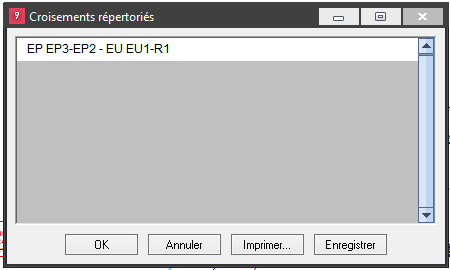 Croisements répertoriés
EP EP3-EP2 - EU EU1-R1
OK Annuler Imprimer... Enregistrer